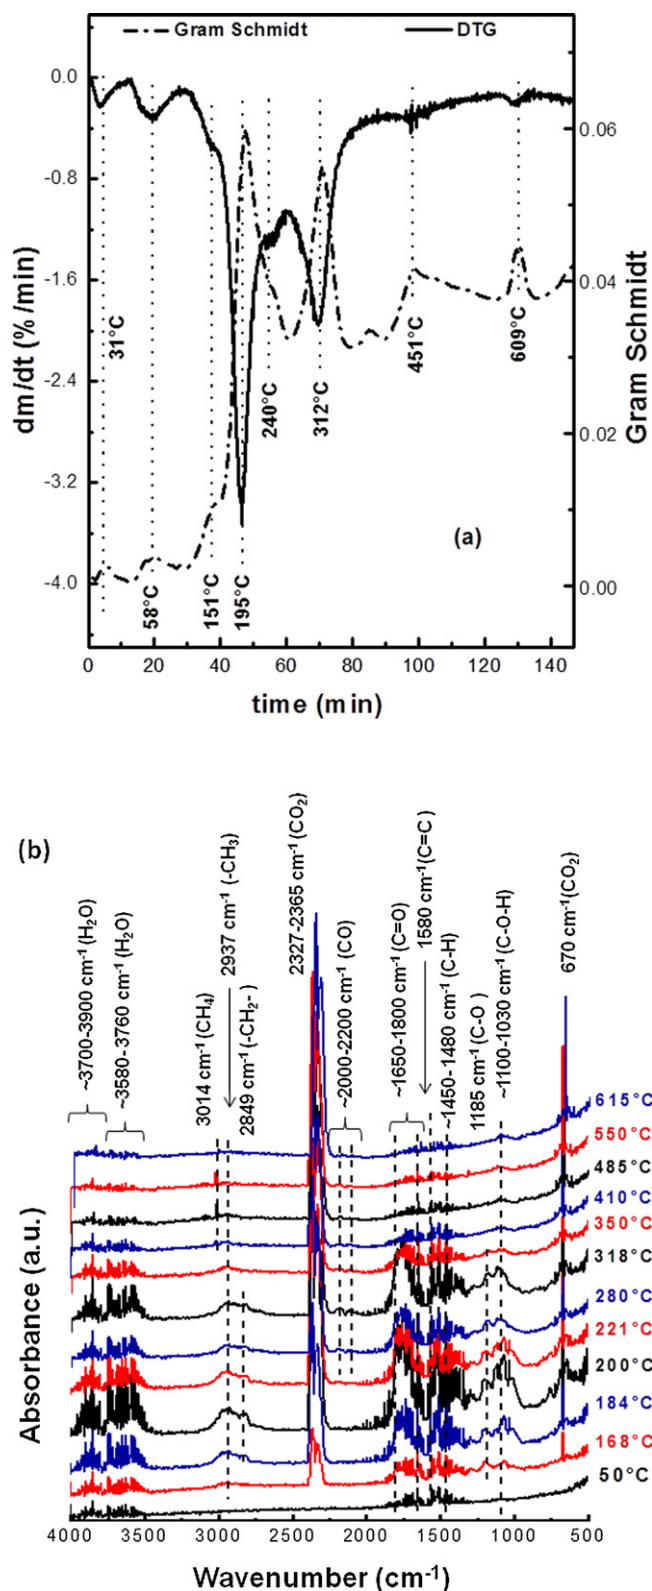 Gram Schmidt DTG
0.0
-0.8
-1.6
-2.4
-3.2
-4.0
dm/dt (%/min)
0.06
0.04
0.02
0.00
Gram Schmidt
31°C
58°C
151°C
195°C
240°C
312°C
451°C
609°C
(a)
0 20 40 60 80 100 120 140
time (min)
(b)
~3700-3900 cm⁻¹ (H₂O)
~3580-3760 cm⁻¹ (H₂O)
3014 cm⁻¹ (CH₄)
2937 cm⁻¹ (-CH₃)
2849 cm⁻¹ (-CH₂-)
2327-2365 cm⁻¹ (CO₂)
~2000-2200 cm⁻¹ (CO)
~1650-1800 cm⁻¹ (C=O)
1580 cm⁻¹(C=C)
~1450-1480 cm⁻¹ (C-H)
1185 cm⁻¹ (C-O)
~1100-1030 cm⁻¹ (C-O-H)
670 cm⁻¹(CO₂)
615°C
550°C
485°C
410°C
350°C
318°C
280°C
221°C
200°C
184°C
168°C
50°C
Absorbance (a.u.)
4000 3500 3000 2500 2000 1500 1000 500
Wavenumber (cm⁻¹)